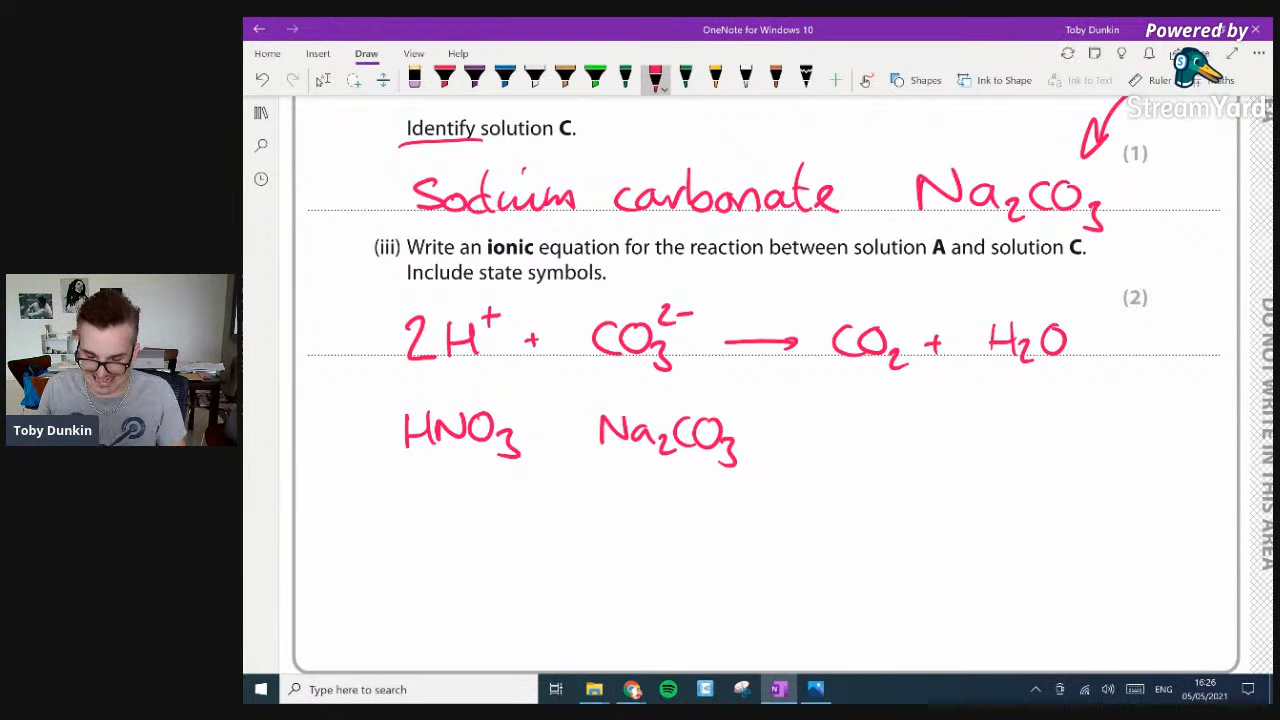 OneNote for Windows 10
Toby Dunkin
Powered by
Home Insert Draw View Help
Shapes Ink to Shape Ink to Text Ruler Maths
StreamYard
Identify solution C.
(1)
Sodium carbonate Na2CO3
(iii) Write an ionic equation for the reaction between solution A and solution C.
Include state symbols.
(2)
2H+ + CO3 2- → CO2 + H2O
HNO3 Na2CO3
Toby Dunkin
DO NOT WRITE IN THIS AREA
Type here to search
ENG
16:26
05/05/2021